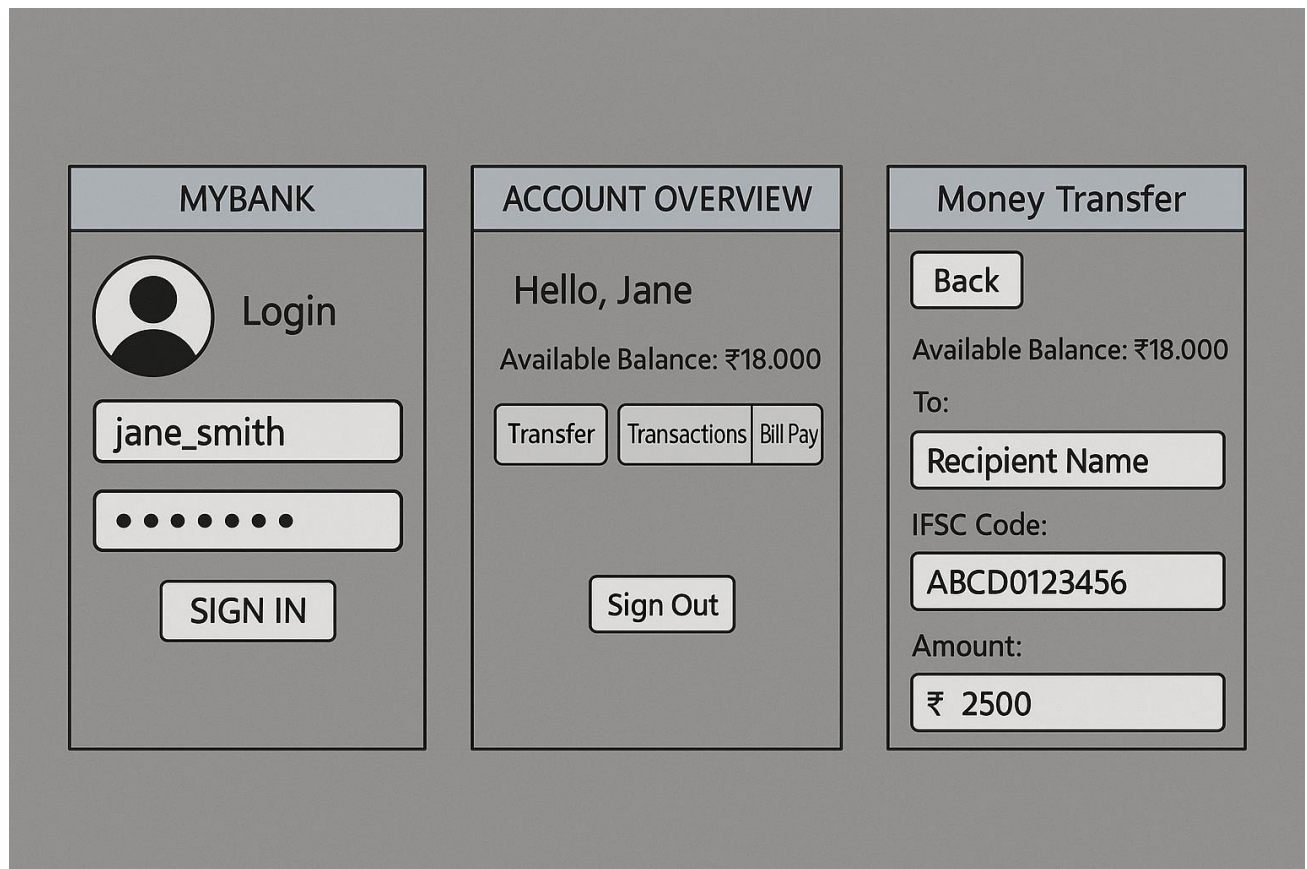 MYBANK
Login
jane_smith
SIGN IN
ACCOUNT OVERVIEW
Hello, Jane
Available Balance: ₹18.000
Transfer Transactions Bill Pay
Sign Out
Money Transfer
Back
Available Balance: ₹18.000
To:
Recipient Name
IFSC Code:
ABCD0123456
Amount:
₹ 2500